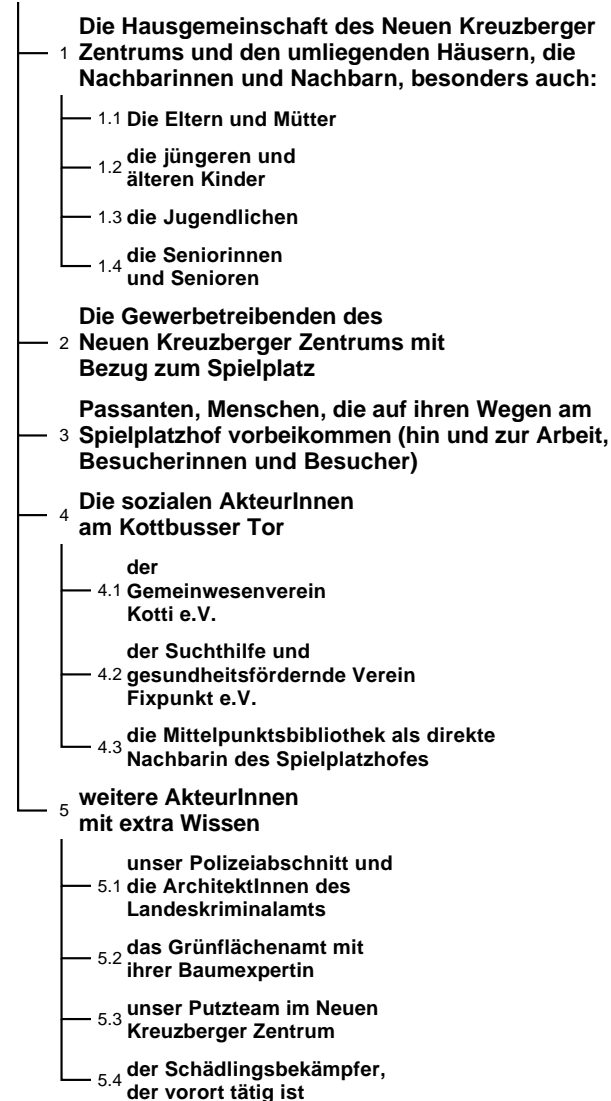 Die Hausgemeinschaft des Neuen Kreuzberger
1 Zentrums und den umliegenden Häusern, die
Nachbarinnen und Nachbarn, besonders auch:
1.1 Die Eltern und Mütter
die jüngeren und
1.2 älteren Kinder
1.3 die Jugendlichen
die Seniorinnen
1.4 und Senioren
Die Gewerbetreibenden des
2 Neuen Kreuzberger Zentrums mit
Bezug zum Spielplatz
Passanten, Menschen, die auf ihren Wegen am
3 Spielplatzhof vorbeikommen (hin und zur Arbeit,
Besucherinnen und Besucher)
Die sozialen AkteurInnen
4 am Kottbusser Tor
der
4.1 Gemeinwesenverein
Kotti e.V.
der Suchthilfe und
4.2 gesundheitsfördernde Verein
Fixpunkt e.V.
die Mittelpunktsbibliothek als direkte
4.3 Nachbarin des Spielplatzhofes
weitere AkteurInnen
5 mit extra Wissen
unser Polizeiabschnitt und
5.1 die ArchitektInnen des
Landeskriminalamts
das Grünflächenamt mit
5.2 ihrer Baumexpertin
unser Putzteam im Neuen
5.3 Kreuzberger Zentrum
der Schädlingsbekämpfer,
5.4 der vorort tätig ist